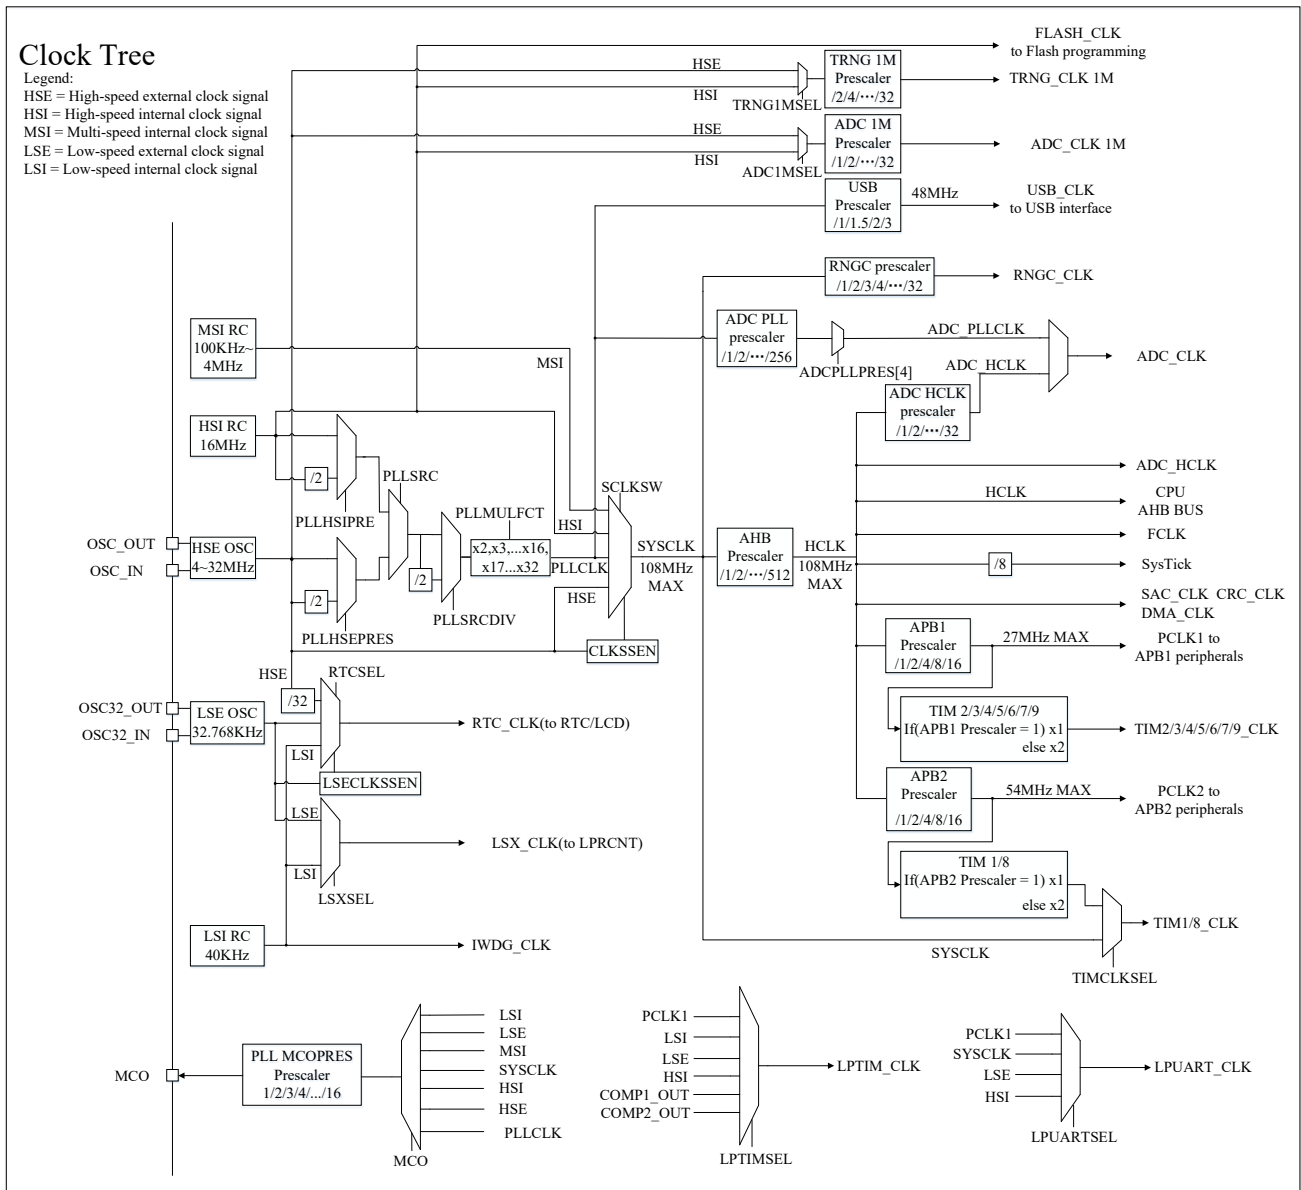 Clock Tree
Legend:
HSE = High-speed external clock signal
HSI = High-speed internal clock signal
MSI = Multi-speed internal clock signal
LSE = Low-speed external clock signal
LSI = Low-speed internal clock signal
FLASH_CLK
to Flash programming
HSE
HSI
TRNG1MSEL
TRNG 1M
Prescaler
/2/4/···/32
TRNG_CLK 1M
HSE
HSI
ADC1MSEL
ADC 1M
Prescaler
/1/2/···/32
ADC_CLK 1M
USB
Prescaler
/1/1.5/2/3
48MHz
USB_CLK
to USB interface
RNGC prescaler
/1/2/3/4/···/32
RNGC_CLK
MSI RC
100KHz~
4MHz
MSI
ADC PLL
prescaler
/1/2/···/256
ADCPLLPRES[4]
ADC_PLLCLK
ADC_HCLK
ADC_CLK
ADC HCLK
prescaler
/1/2/···/32
HSI RC
16MHz
/2
PLLHSIPRE
PLLSRC
SCLKSW
ADC_HCLK
HCLK
CPU
AHB BUS
FCLK
OSC_OUT
OSC_IN
HSE OSC
4~32MHz
/2
PLLHSEPRES
/2
PLLSRCDIV
PLLMULFCT
x2,x3,...x16,
x17...x32
HSI
PLLCLK
HSE
CLKSSEN
SYSCLK
108MHz
MAX
AHB
Prescaler
/1/2/···/512
HCLK
108MHz
MAX
/8
SysTick
SAC_CLK CRC_CLK
DMA_CLK
APB1
Prescaler
/1/2/4/8/16
27MHz MAX
PCLK1 to
APB1 peripherals
HSE
/32
RTCSEL
OSC32_OUT
OSC32_IN
LSE OSC
32.768KHz
LSI
RTC_CLK(to RTC/LCD)
LSECLKSSEN
TIM 2/3/4/5/6/7/9
If(APB1 Prescaler = 1) x1
else x2
TIM2/3/4/5/6/7/9_CLK
APB2
Prescaler
/1/2/4/8/16
54MHz MAX
PCLK2 to
APB2 peripherals
LSE
LSI
LSXSEL
LSX_CLK(to LPRCNT)
TIM 1/8
If(APB2 Prescaler = 1) x1
else x2
TIM1/8_CLK
LSI RC
40KHz
IWDG_CLK
SYSCLK
TIMCLKSEL
MCO
PLL MCOPRES
Prescaler
1/2/3/4/.../16
LSI
LSE
MSI
SYSCLK
HSI
HSE
PLLCLK
MCO
PCLK1
LSI
LSE
HSI
COMP1_OUT
COMP2_OUT
LPTIMSEL
LPTIM_CLK
PCLK1
SYSCLK
LSE
HSI
LPUARTSEL
LPUART_CLK